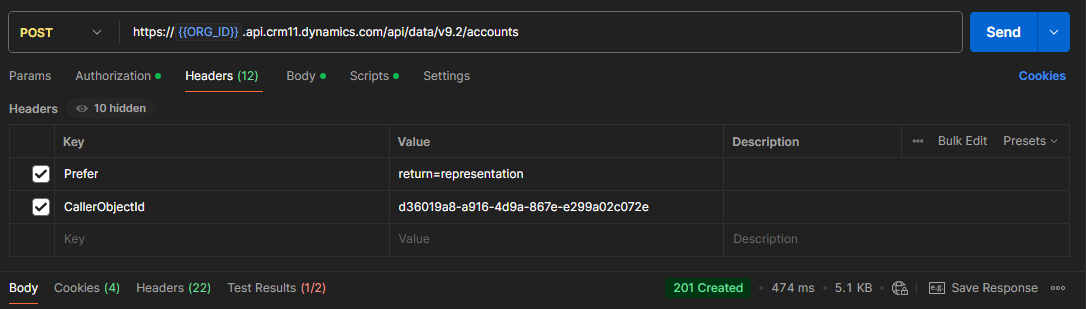 POST https:// {{ORG_ID}} .api.crm11.dynamics.com/api/data/v9.2/accounts Send
Params Authorization Headers (12) Body Scripts Settings Cookies
Headers 10 hidden
Key Value Description Bulk Edit Presets
Prefer return=representation
CallerObjectId d36019a8-a916-4d9a-867e-e299a02c072e
Key Value Description
Body Cookies (4) Headers (22) Test Results (1/2) 201 Created 474 ms 5.1 KB e.g. Save Response